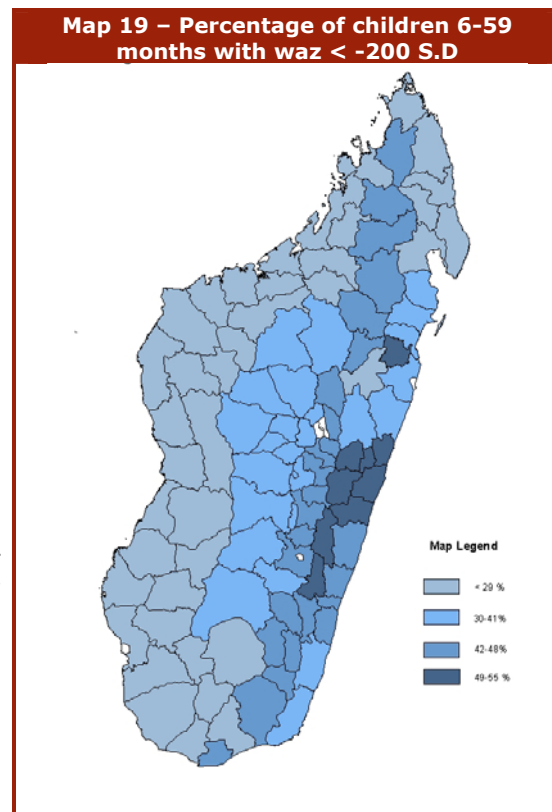 Map 19 – Percentage of children 6-59
months with waz < -200 S.D
Map Legend
< 29 %
30-41%
42-48%
49-55 %